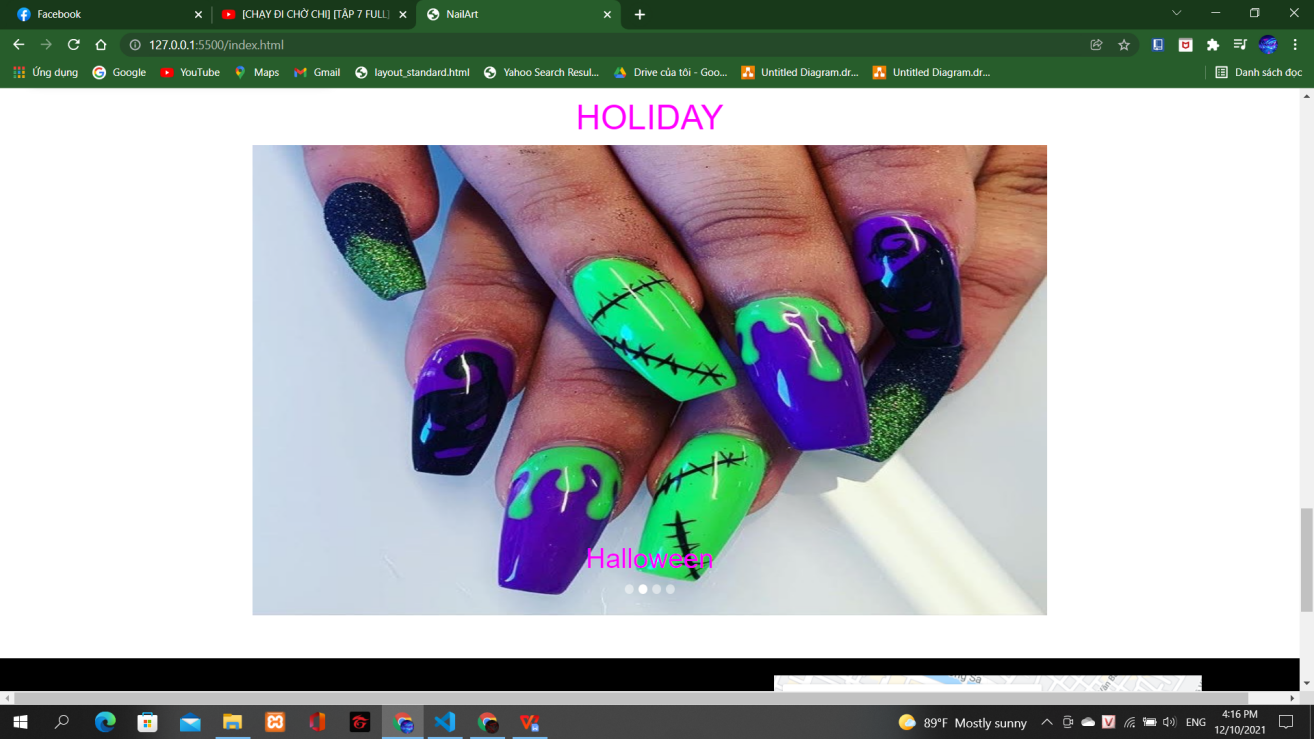 Facebook
[CHẠY ĐI CHỜ CHI] [TẬP 7 FULL]
NailArt
127.0.0.1:5500/index.html
Ứng dụng
Google
YouTube
Maps
Gmail
layout_standard.html
Yahoo Search Resul...
Drive của tôi - Goo...
Untitled Diagram.dr...
Untitled Diagram.dr...
Danh sách đọc
HOLIDAY
Halloween
89°F Mostly sunny
ENG
4:16 PM
12/10/2021